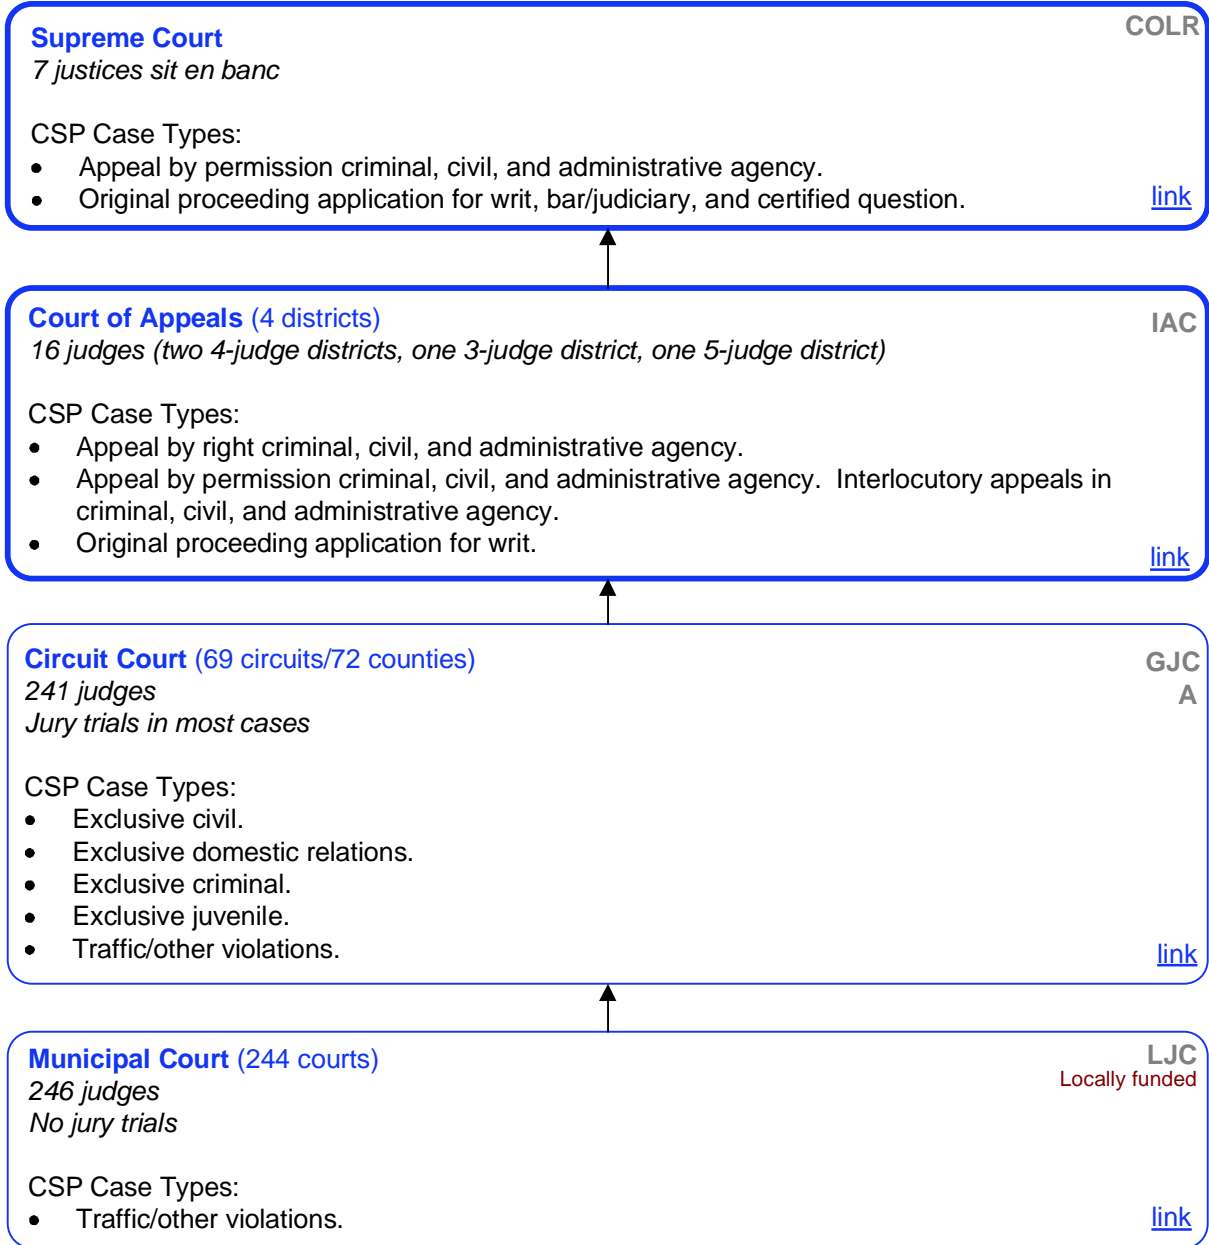 COLR
Supreme Court
7 justices sit en banc
CSP Case Types:
• Appeal by permission criminal, civil, and administrative agency.
• Original proceeding application for writ, bar/judiciary, and certified question.
link
Court of Appeals (4 districts)
IAC
16 judges (two 4-judge districts, one 3-judge district, one 5-judge district)
CSP Case Types:
• Appeal by right criminal, civil, and administrative agency.
• Appeal by permission criminal, civil, and administrative agency.  Interlocutory appeals in
criminal, civil, and administrative agency.
• Original proceeding application for writ.
link
Circuit Court (69 circuits/72 counties)
GJC
241 judges
A
Jury trials in most cases
CSP Case Types:
• Exclusive civil.
• Exclusive domestic relations.
• Exclusive criminal.
• Exclusive juvenile.
• Traffic/other violations.
link
Municipal Court (244 courts)
LJC
Locally funded
246 judges
No jury trials
CSP Case Types:
• Traffic/other violations.
link